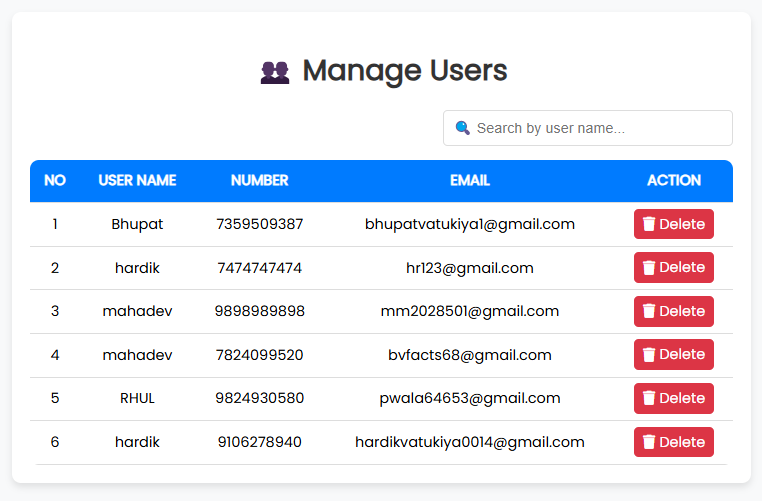 Manage Users
Search by user name...
NO USER NAME NUMBER EMAIL ACTION
1 Bhupat 7359509387 bhupatvatukiya1@gmail.com Delete
2 hardik 7474747474 hr123@gmail.com Delete
3 mahadev 9898989898 mm2028501@gmail.com Delete
4 mahadev 7824099520 bvfacts68@gmail.com Delete
5 RHUL 9824930580 pwala64653@gmail.com Delete
6 hardik 9106278940 hardikvatukiya0014@gmail.com Delete